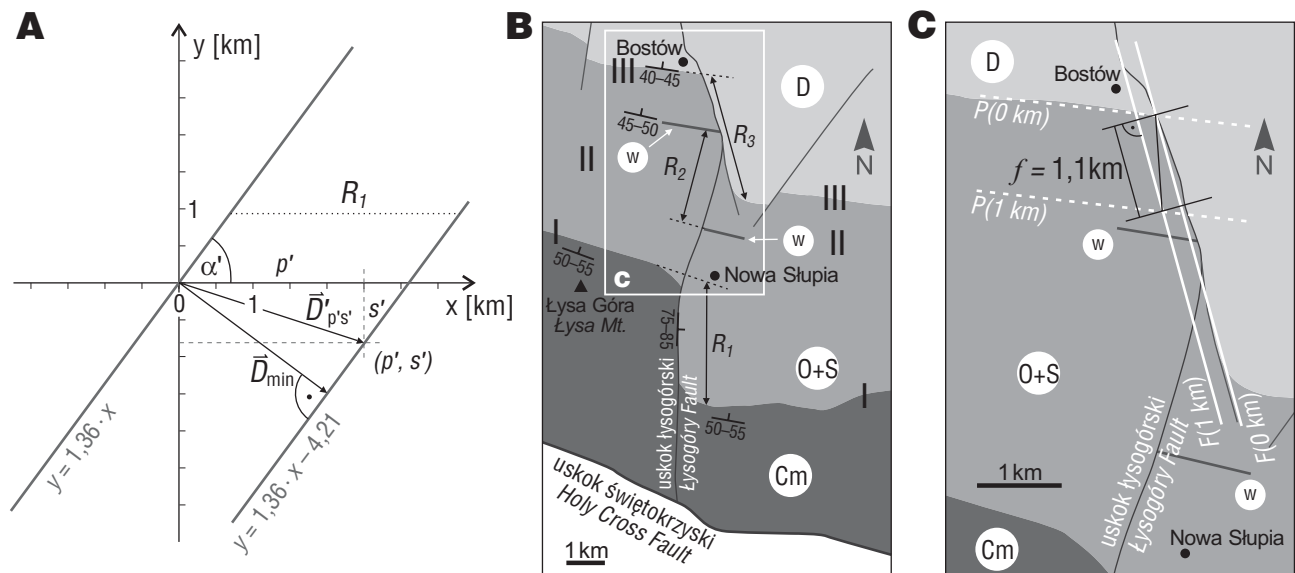 A
y [km]
1
R₁
α'
p'
0
1
x [km]
D⃗'p's'
s'
(p', s')
D⃗min
y = 1,36 · x
y = 1,36 · x – 4,21
B
Bostów
III
40–45
D
45–50
R₃
w
R₂
N
II
III
w
II
I
50–55
c
Nowa Słupia
Łysa Góra
Łysa Mt.
75–85
R₁
O+S
I
uskok łysogórski
Łysogóry Fault
50–55
Cm
uskok świętokrzyski
Holy Cross Fault
1 km
C
D
Bostów
P(0 km)
N
f = 1,1km
P(1 km)
w
O+S
F(1 km)
F(0 km)
uskok łysogórski
Łysogóry Fault
1 km
w
Nowa Słupia
Cm